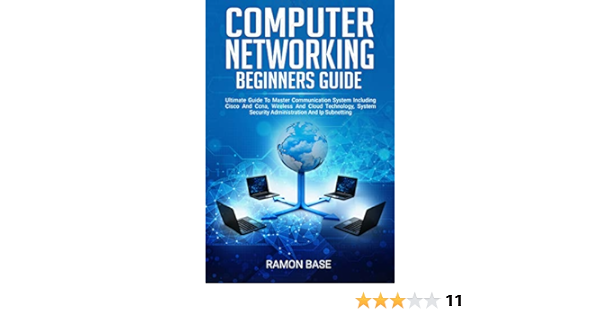 COMPUTER
NETWORKING
BEGINNERS GUIDE
Ultimate Guide To Master Communication System Including
Cisco And Ccna, Wireless And Cloud Technology, System
Security Administration And Ip Subnetting
RAMON BASE
11